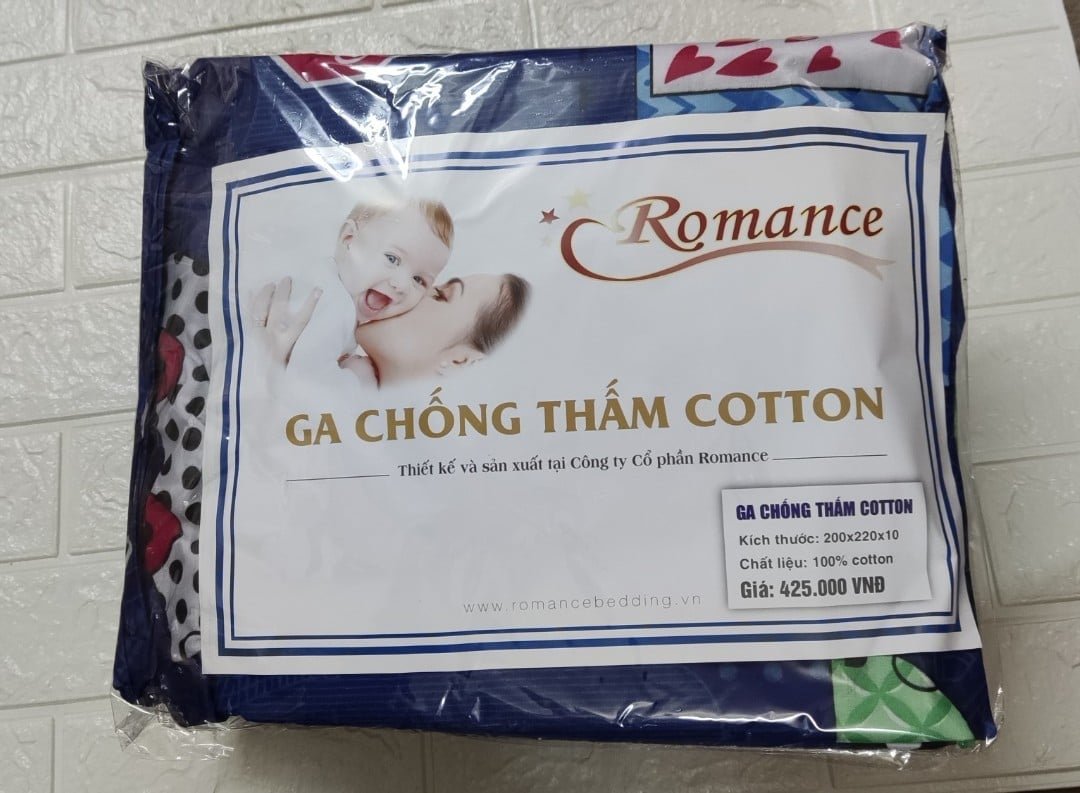 Romance
GA CHỐNG THẤM COTTON
Thiết kế và sản xuất tại Công ty Cổ phần Romance
GA CHỐNG THẤM COTTON
Kích thước: 200x220x10
Chất liệu: 100% cotton
Giá: 425.000 VNĐ
www.romancebedding.vn